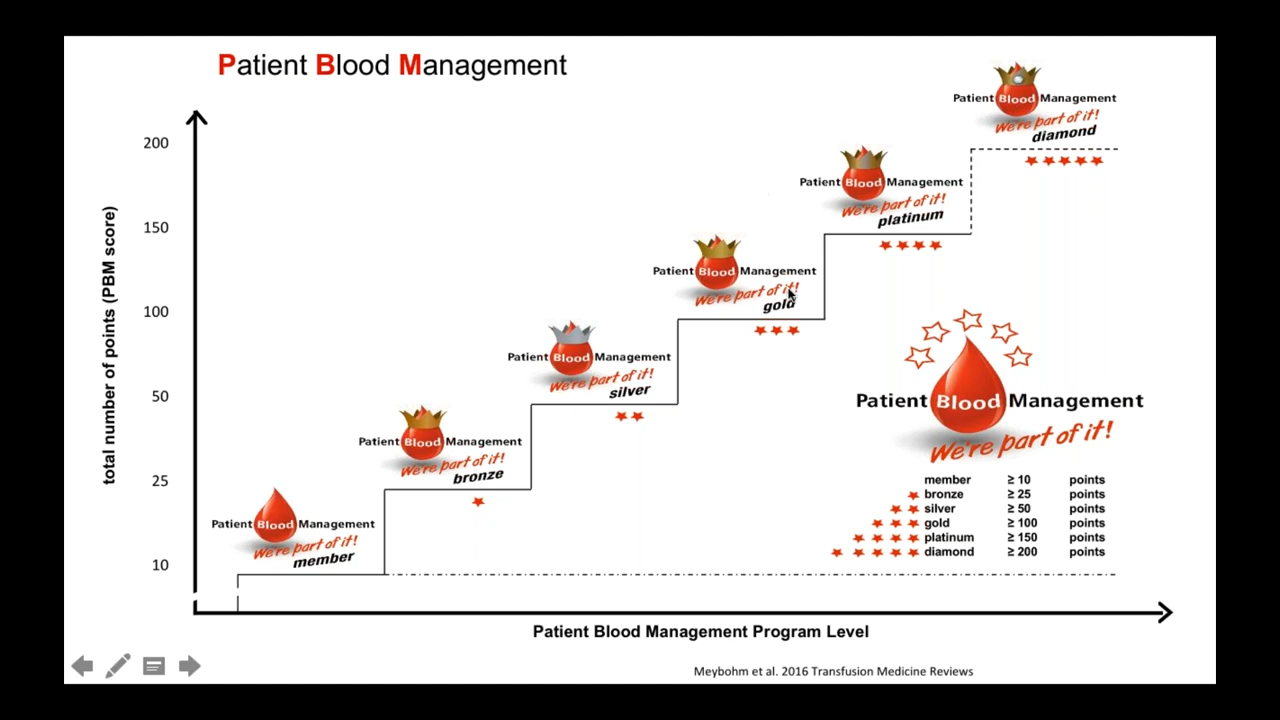 Patient Blood Management
200
150
100
50
25
10
total number of points (PBM score)
Patient Blood Management
We're part of it!
diamond
Patient Blood Management
We're part of it!
platinum
Patient Blood Management
We're part of it!
gold
Patient Blood Management
We're part of it!
silver
Patient Blood Management
We're part of it!
bronze
Patient Blood Management
We're part of it!
member
Patient Blood Management
We're part of it!
member ≥ 10 points
bronze ≥ 25 points
silver ≥ 50 points
gold ≥ 100 points
platinum ≥ 150 points
diamond ≥ 200 points
Patient Blood Management Program Level
Meybohm et al. 2016 Transfusion Medicine Reviews